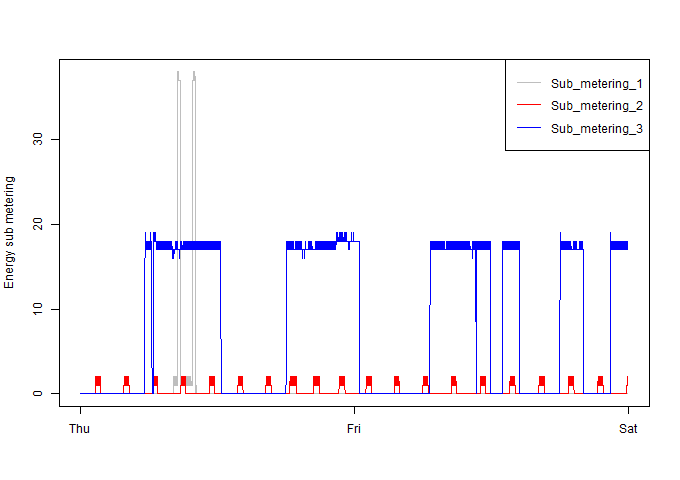 Sub_metering_1
Sub_metering_2
Sub_metering_3
Energy sub metering
30
20
10
0
Thu Fri Sat